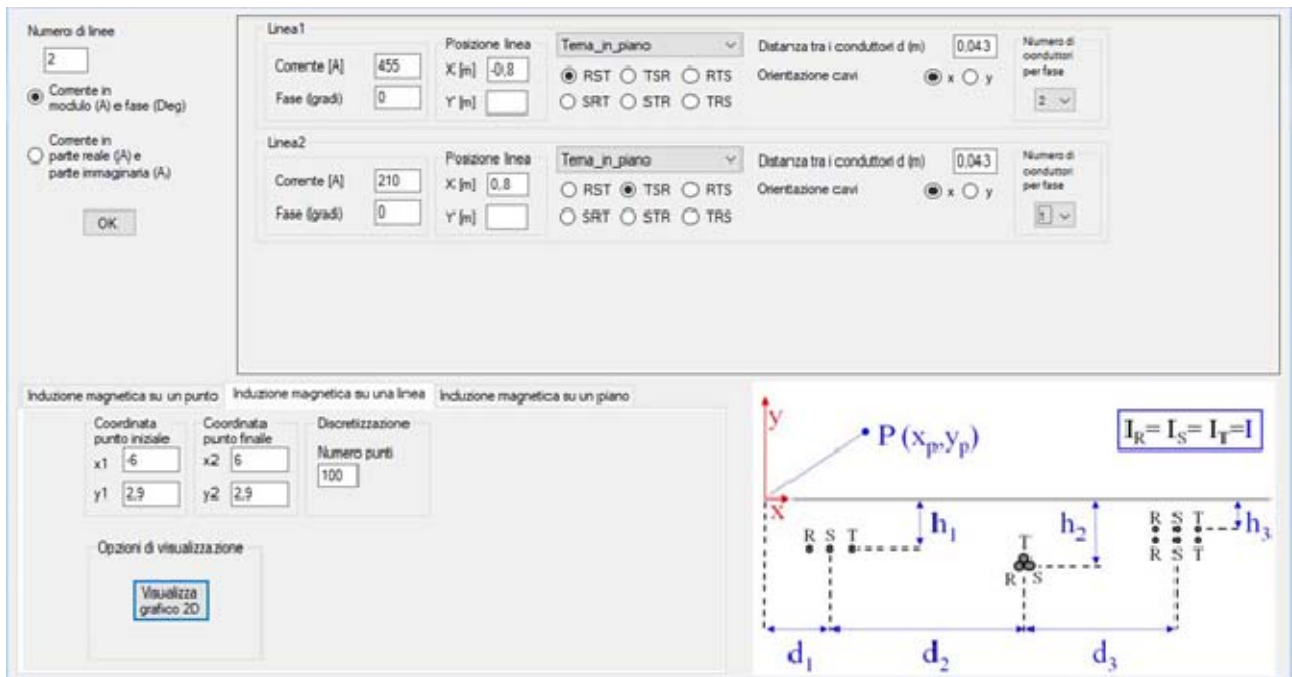 Numero di linee
2
Corrente in
modulo (A) e fase (Deg)
Corrente in
parte reale (A) e
parte immaginaria (A)
OK
Linea1
Corrente [A] 455
Fase (gradi) 0
Posizione linea
X [m] -0,8
Y [m]
Terna_in_piano
RST TSR RTS
SRT STR TRS
Distanza tra i conduttori d (m) 0,043
Orientazione cavi x y
Numero di
conduttori
per fase
2
Linea2
Corrente [A] 210
Fase (gradi) 0
Posizione linea
X [m] 0,8
Y [m]
Terna_in_piano
RST TSR RTS
SRT STR TRS
Distanza tra i conduttori d (m) 0,043
Orientazione cavi x y
Numero di
conduttori
per fase
1
Induzione magnetica su un punto Induzione magnetica su una linea Induzione magnetica su un piano
Coordinata
punto iniziale
x1 -6
y1 2,9
Coordinata
punto finale
x2 6
y2 2,9
Discretizzazione
Numero punti
100
Opzioni di visualizzazione
Visualizza
grafico 2D
y
P (xp,yp)
IR= IS= IT=I
x
R S T
h1
T
R S
h2
R S T
R S T
h3
d1 d2 d3